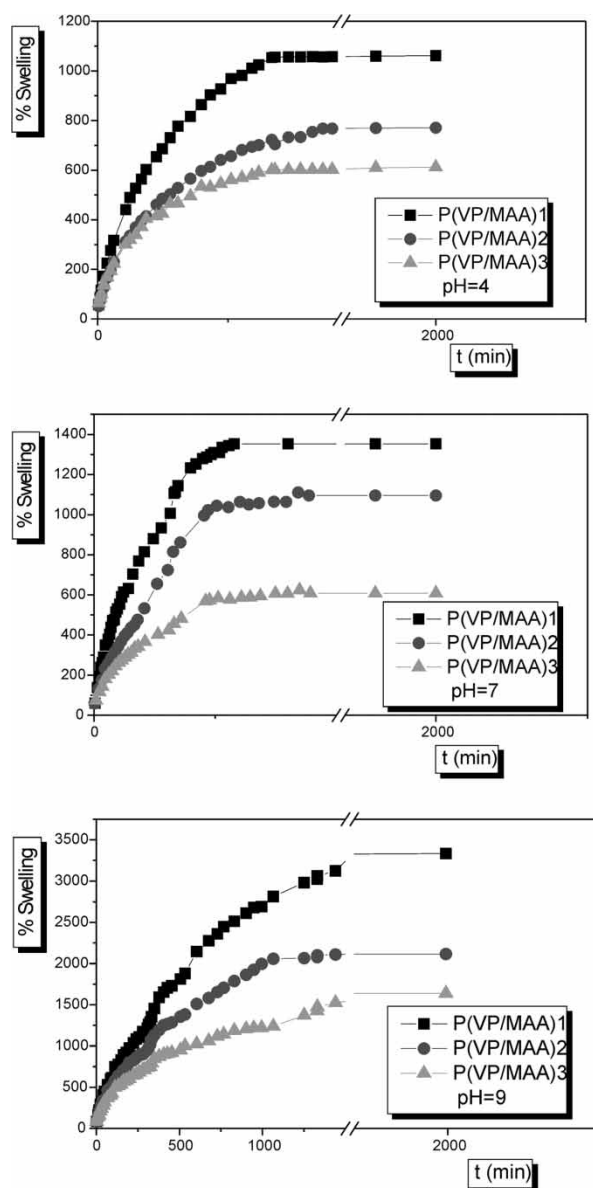 % Swelling
1200
1000
800
600
400
200
0
P(VP/MAA)1
P(VP/MAA)2
P(VP/MAA)3
pH=4
0
2000
t (min)
% Swelling
1400
1200
1000
800
600
400
200
0
P(VP/MAA)1
P(VP/MAA)2
P(VP/MAA)3
pH=7
0
2000
t (min)
% Swelling
3500
3000
2500
2000
1500
1000
500
0
P(VP/MAA)1
P(VP/MAA)2
P(VP/MAA)3
pH=9
0
500
1000
2000
t (min)